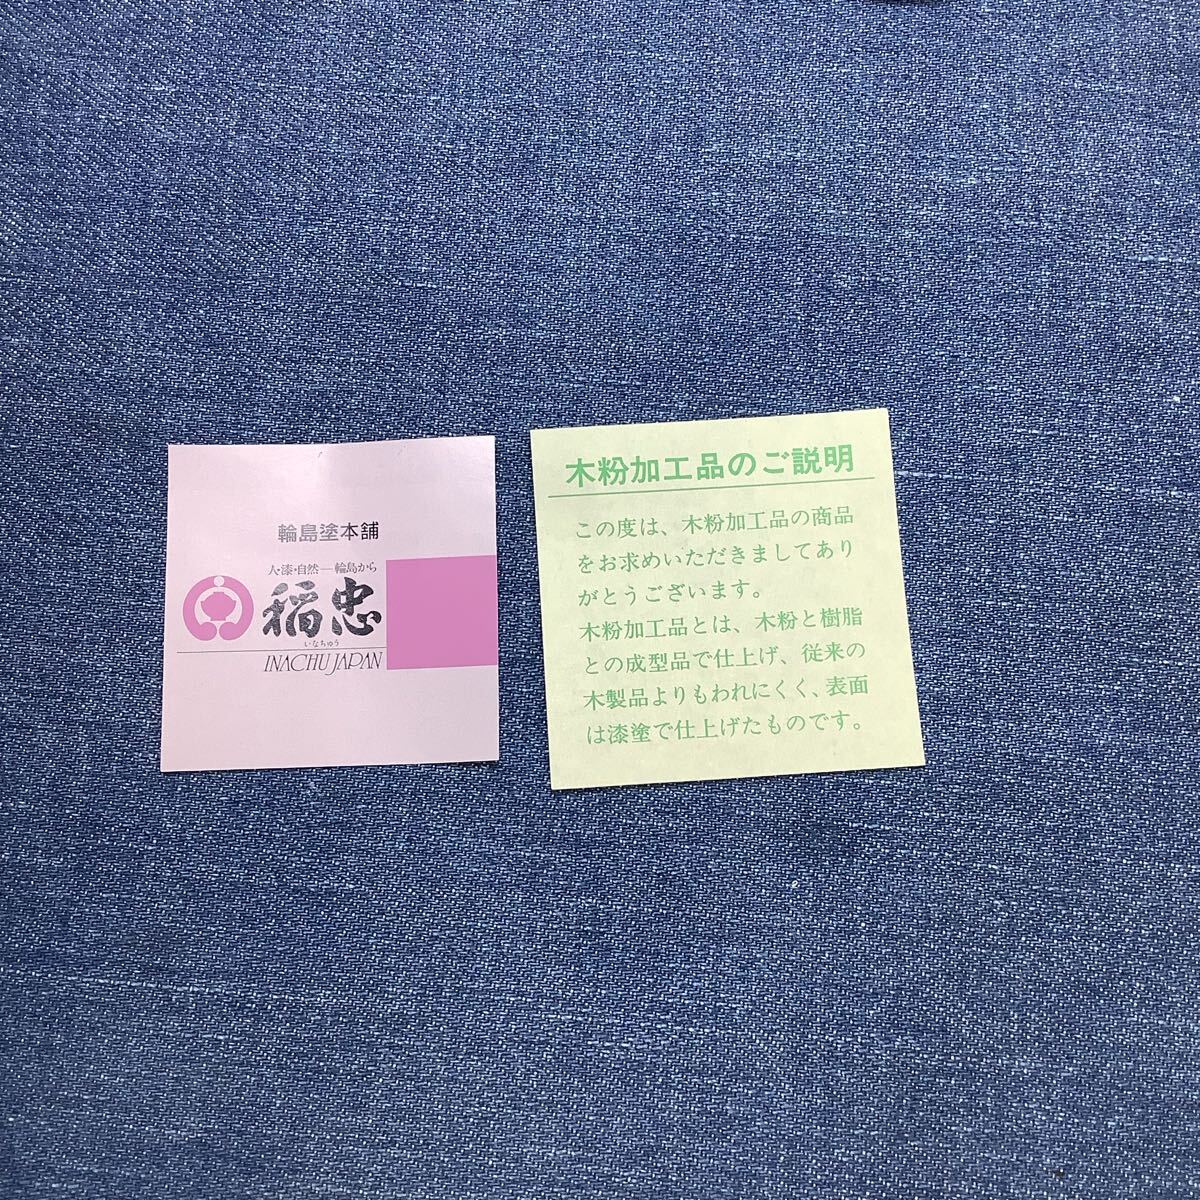 輪島塗本舗
人・漆・自然―輪島から
稲忠
いなちゅう
INACHU JAPAN
木粉加工品のご説明
この度は、木粉加工品の商品
をお求めいただきましてあり
がとうございます。
木粉加工品とは、木粉と樹脂
との成型品で仕上げ、従来の
木製品よりもわれにくく、表面
は漆塗で仕上げたものです。